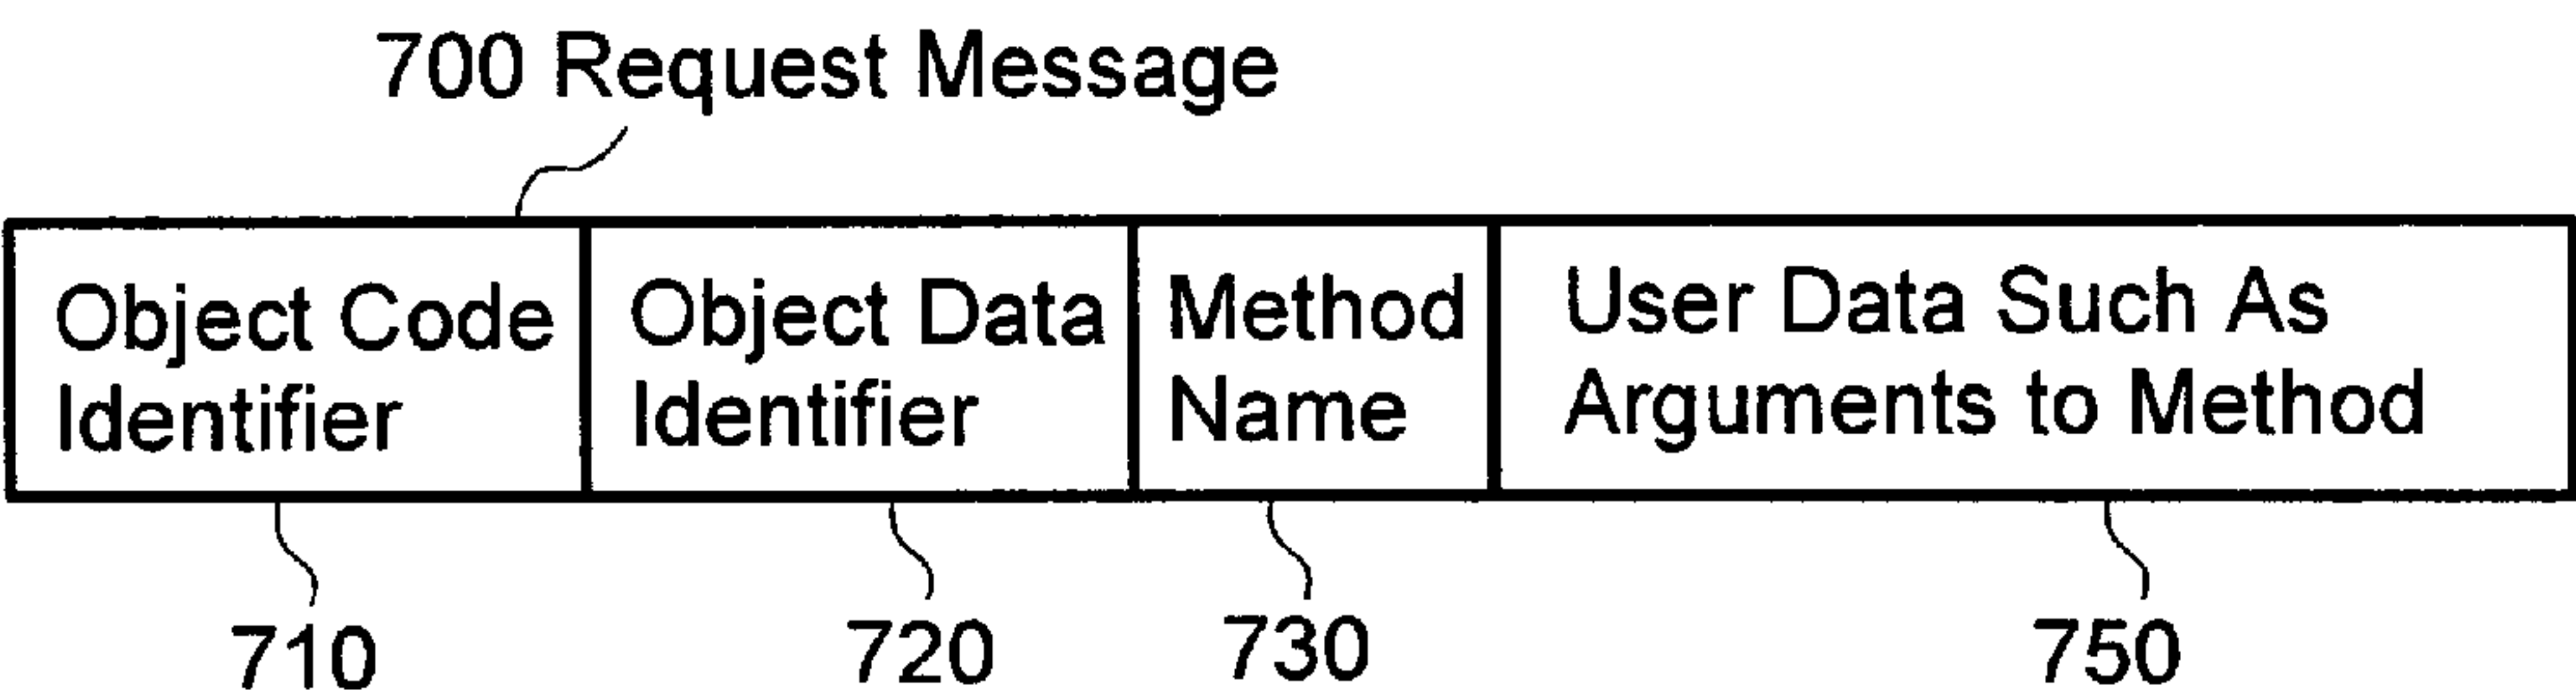 700 Request Message
Object Code
Identifier
Object Data
Identifier
Method
Name
User Data Such As
Arguments to Method
710
720
730
750